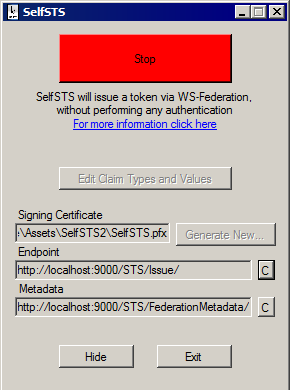 SelfSTS
Stop
SelfSTS will issue a token via WS-Federation,
without performing any authentication
For more information click here
Edit Claim Types and Values
Signing Certificate
:\Assets\SelfSTS2\SelfSTS.pfx
Generate New...
Endpoint
http://localhost:9000/STS/Issue/
C
Metadata
http://localhost:9000/STS/FederationMetadata/
C
Hide
Exit